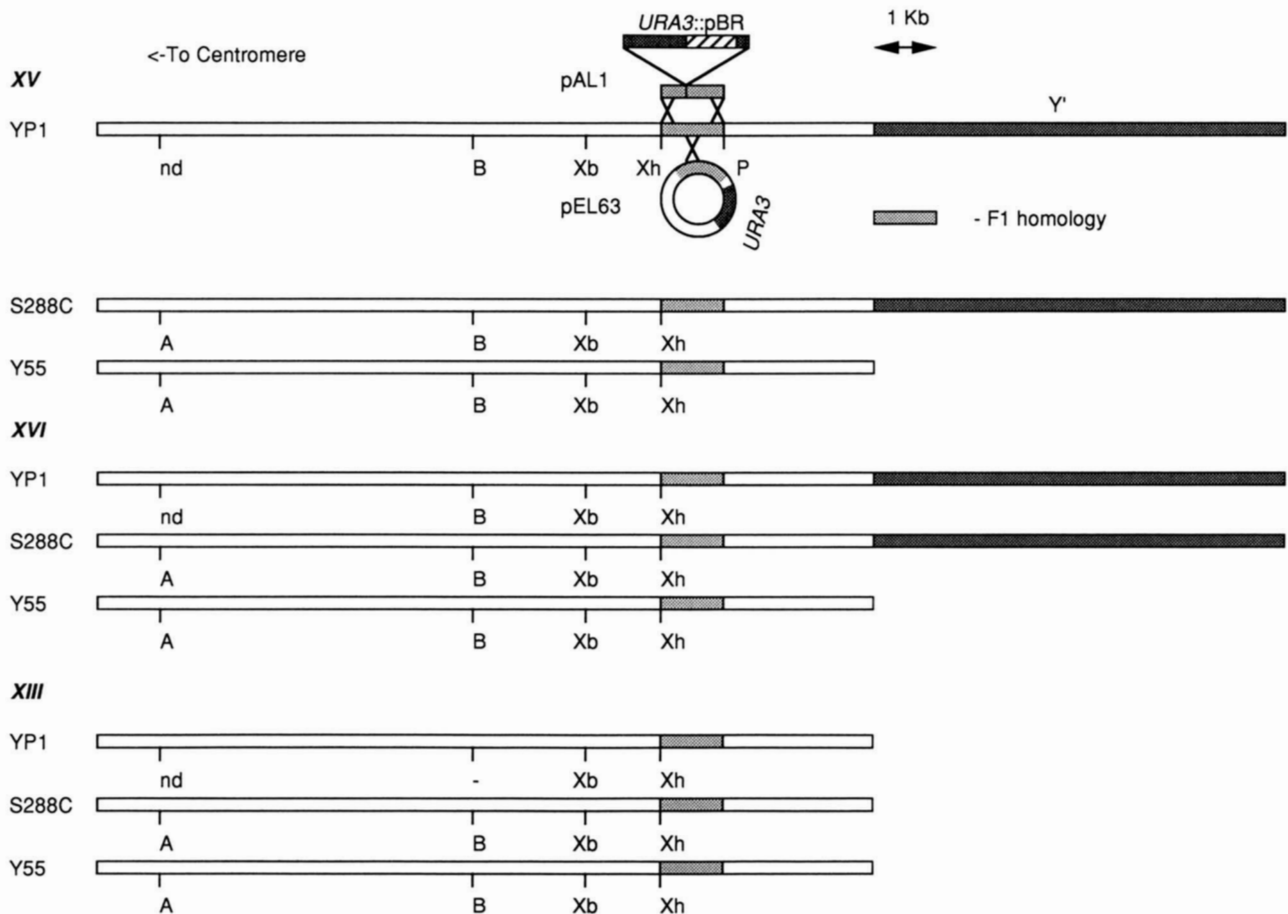 URA3::pBR
1 Kb
<-To Centromere
XV
pAL1
Y'
YP1
nd B Xb Xh P
pEL63
URA3
- F1 homology
S288C
A B Xb Xh
Y55
A B Xb Xh
XVI
YP1
nd B Xb Xh
S288C
A B Xb Xh
Y55
A B Xb Xh
XIII
YP1
nd - Xb Xh
S288C
A B Xb Xh
Y55
A B Xb Xh